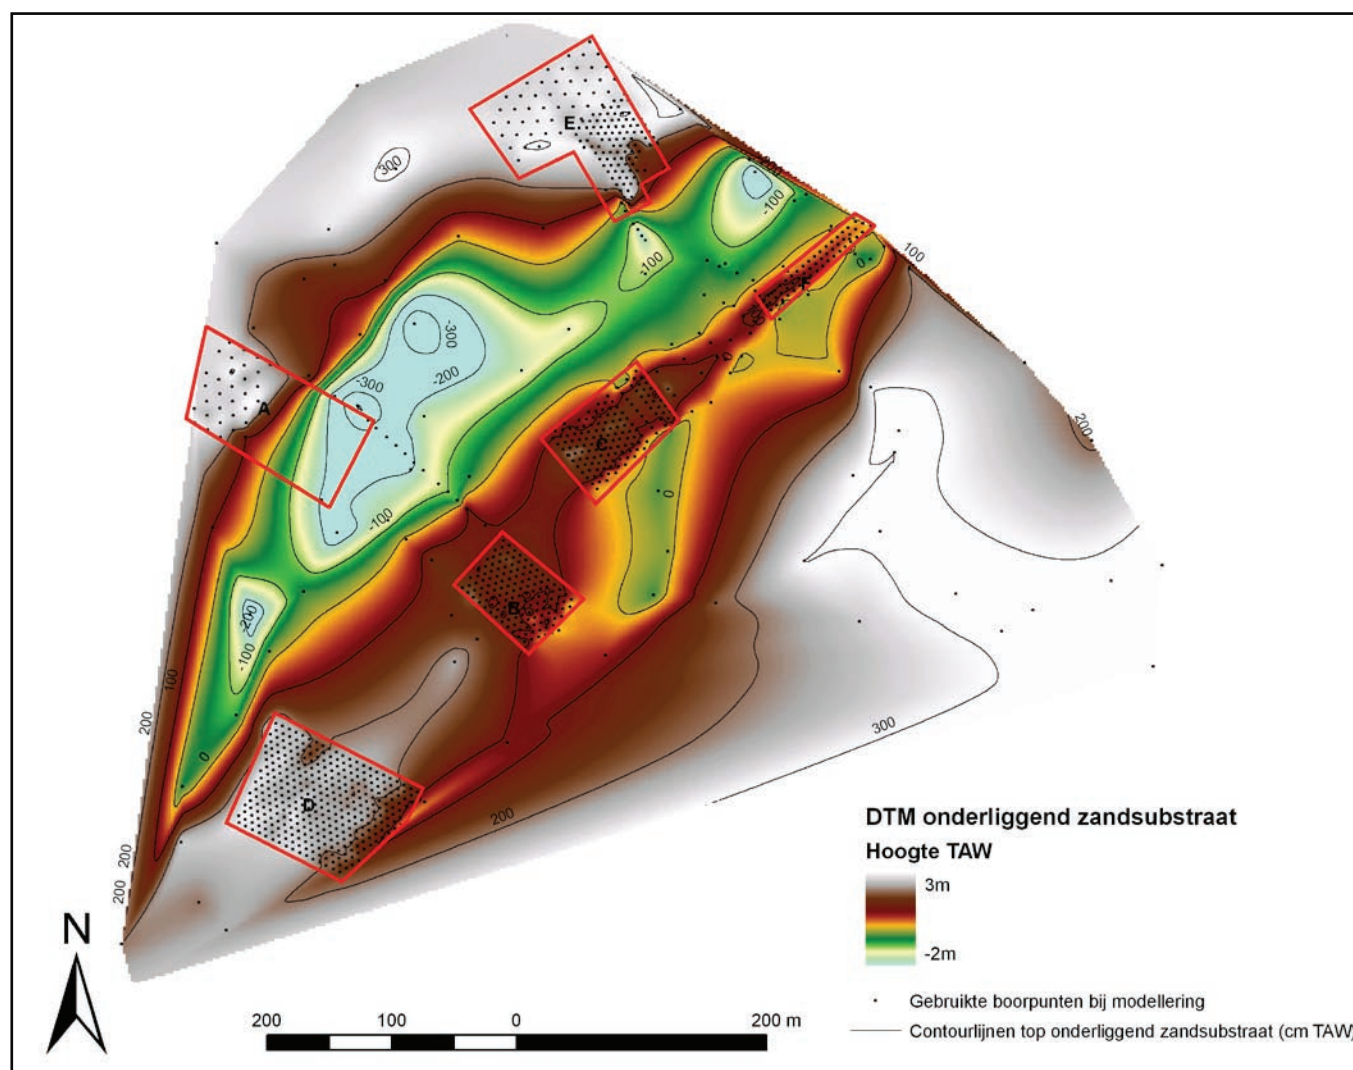 E
300
-100
0
100
F
100
-100
-300
-200
-300
A
0
C
200
0
-100
B
-200
-100
100
200
0
300
D
200
200
200
DTM onderliggend zandsubstraat
Hoogte TAW
3m
-2m
N
Gebruikte boorpunten bij modellering
200 100 0 200 m
Contourlijnen top onderliggend zandsubstraat (cm TAW)